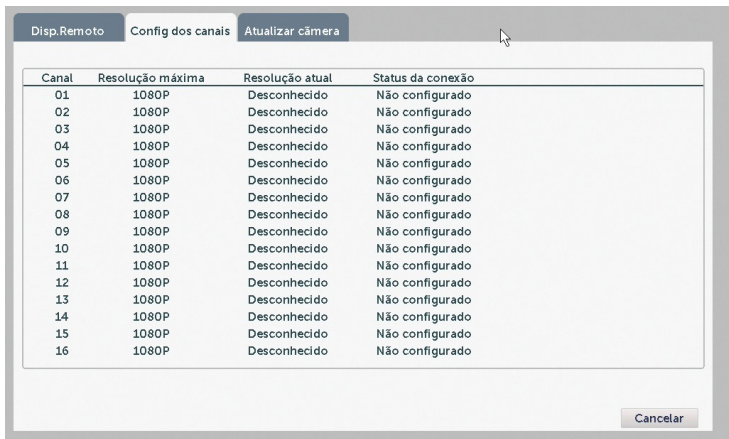 Disp.Remoto Config dos canais Atualizar cãmera
Canal Resolução máxima Resolução atual Status da conexão
01 1080P Desconhecido Não configurado
02 1080P Desconhecido Não configurado
03 1080P Desconhecido Não configurado
04 1080P Desconhecido Não configurado
05 1080P Desconhecido Não configurado
06 1080P Desconhecido Não configurado
07 1080P Desconhecido Não configurado
08 1080P Desconhecido Não configurado
09 1080P Desconhecido Não configurado
10 1080P Desconhecido Não configurado
11 1080P Desconhecido Não configurado
12 1080P Desconhecido Não configurado
13 1080P Desconhecido Não configurado
14 1080P Desconhecido Não configurado
15 1080P Desconhecido Não configurado
16 1080P Desconhecido Não configurado
Cancelar